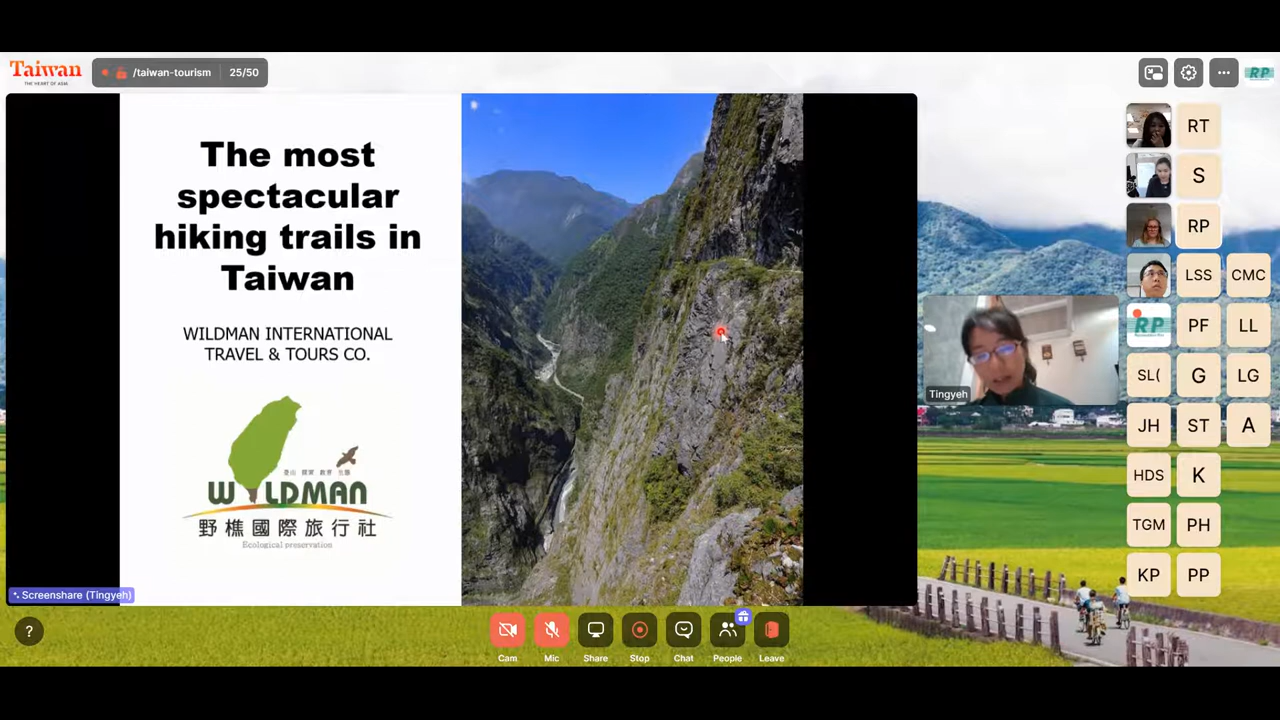 Taiwan
THE HEART OF ASIA
/taiwan-tourism
25/50
RP
The most
spectacular
hiking trails in
Taiwan
WILDMAN INTERNATIONAL
TRAVEL & TOURS CO.
WILDMAN
野樵國際旅行社
Ecological preservation
Screenshare (Tingyeh)
Tingyeh
RT
S
RP
LSS
CMC
RP
PF
LL
SL(
G
LG
JH
ST
A
HDS
K
TGM
PH
KP
PP
?
Cam
Mic
Share
Stop
Chat
People
Leave